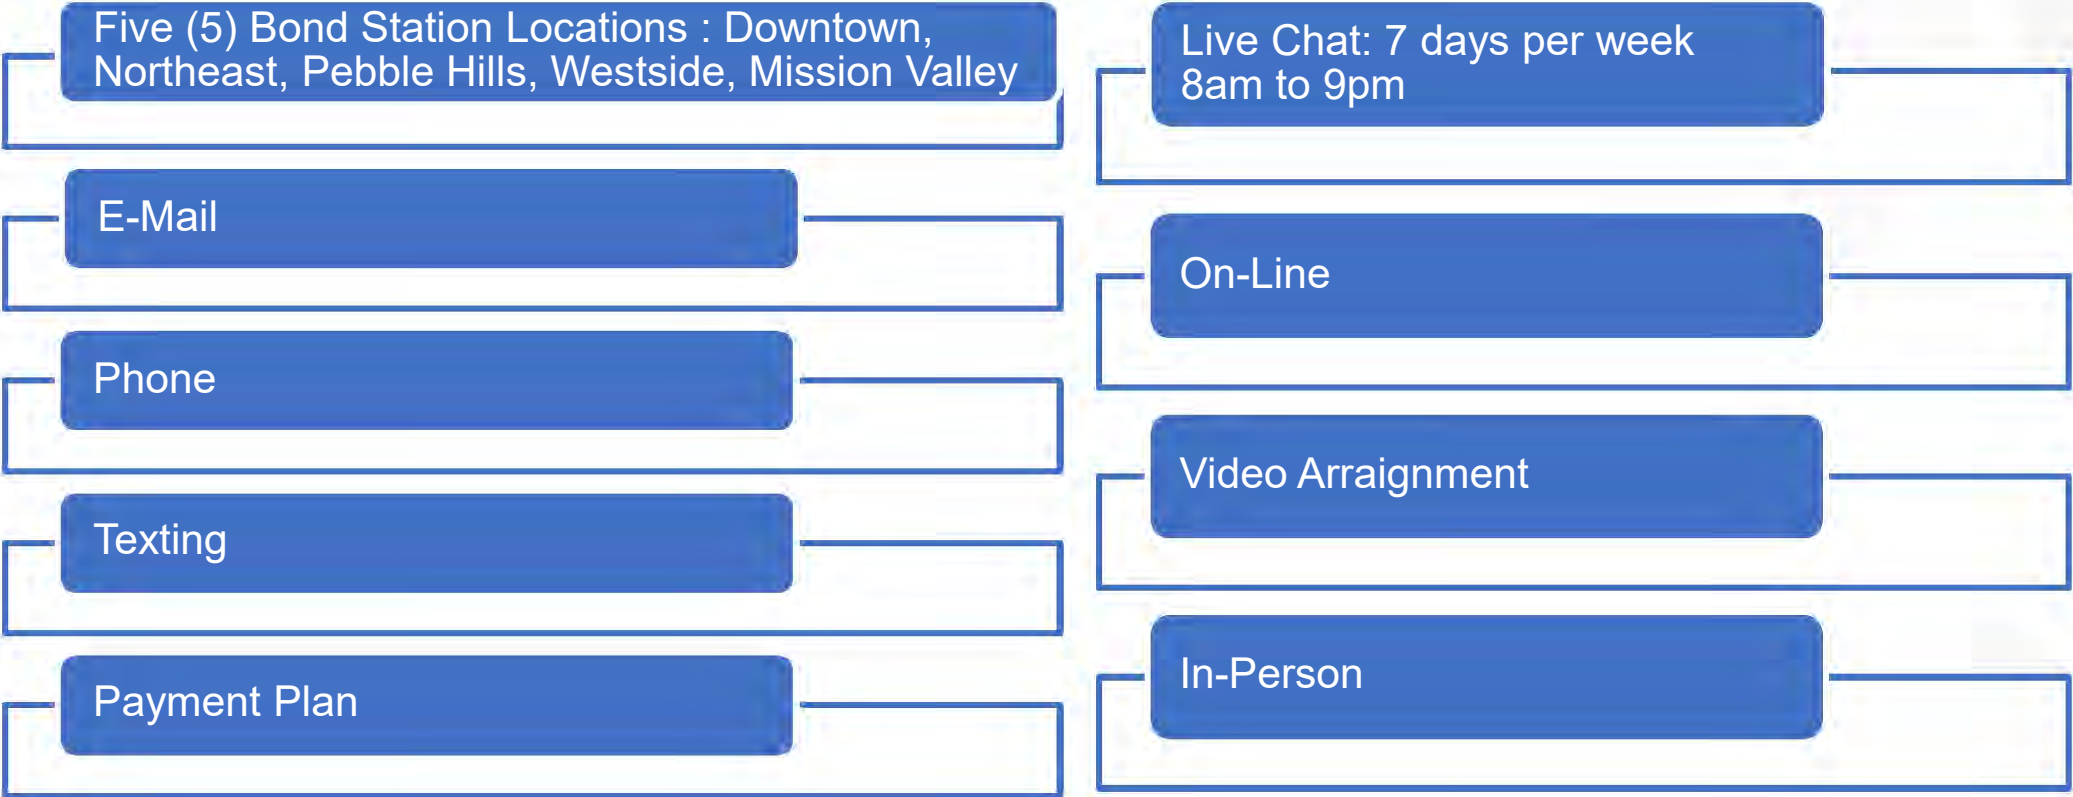 Five (5) Bond Station Locations : Downtown,
Northeast, Pebble Hills, Westside, Mission Valley
E-Mail
Phone
Texting
Payment Plan
Live Chat: 7 days per week
8am to 9pm
On-Line
Video Arraignment
In-Person